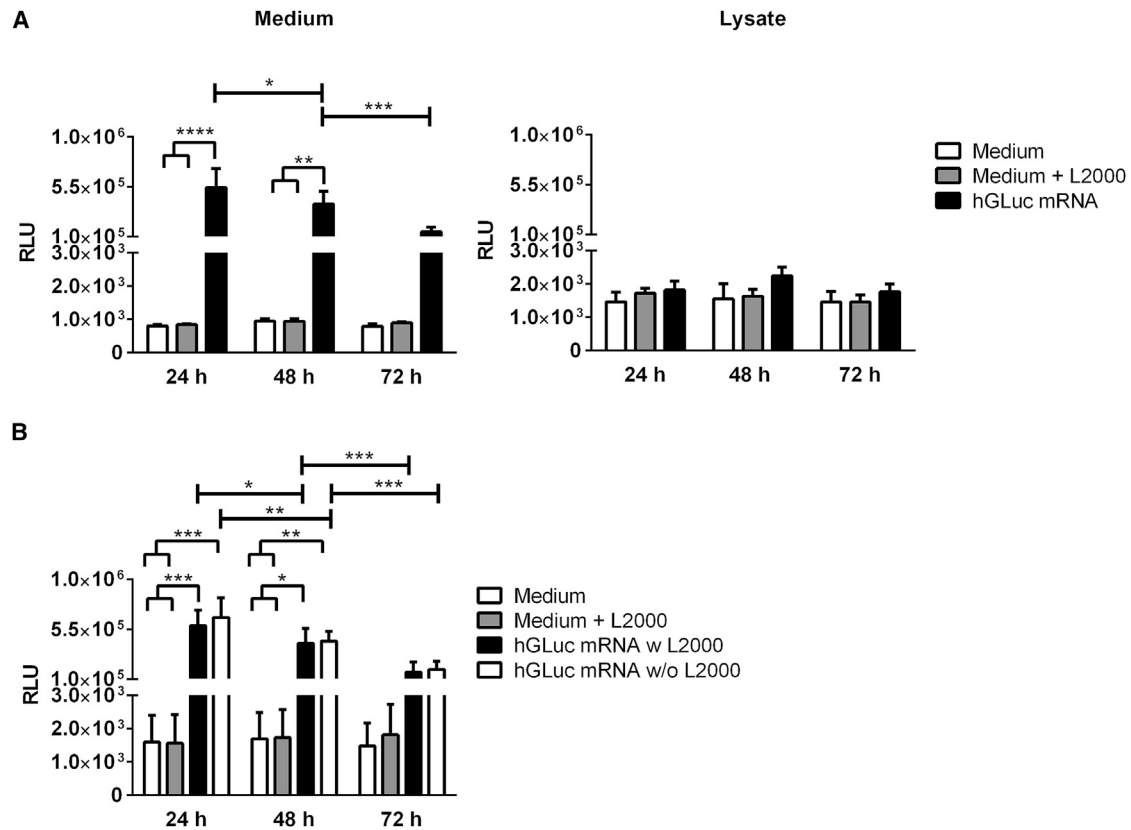 A
Medium
Lysate
*
***
****
**
1.0×10⁶
5.5×10⁵
1.0×10⁵
3.0×10³
2.0×10³
1.0×10³
0
RLU
24 h 48 h 72 h
1.0×10⁶
5.5×10⁵
1.0×10⁵
3.0×10³
2.0×10³
1.0×10³
0
RLU
24 h 48 h 72 h
Medium
Medium + L2000
hGLuc mRNA
B
***
*
***
**
***
**
***
*
1.0×10⁶
5.5×10⁵
1.0×10⁵
3.0×10³
2.0×10³
1.0×10³
0
RLU
24 h 48 h 72 h
Medium
Medium + L2000
hGLuc mRNA w L2000
hGLuc mRNA w/o L2000